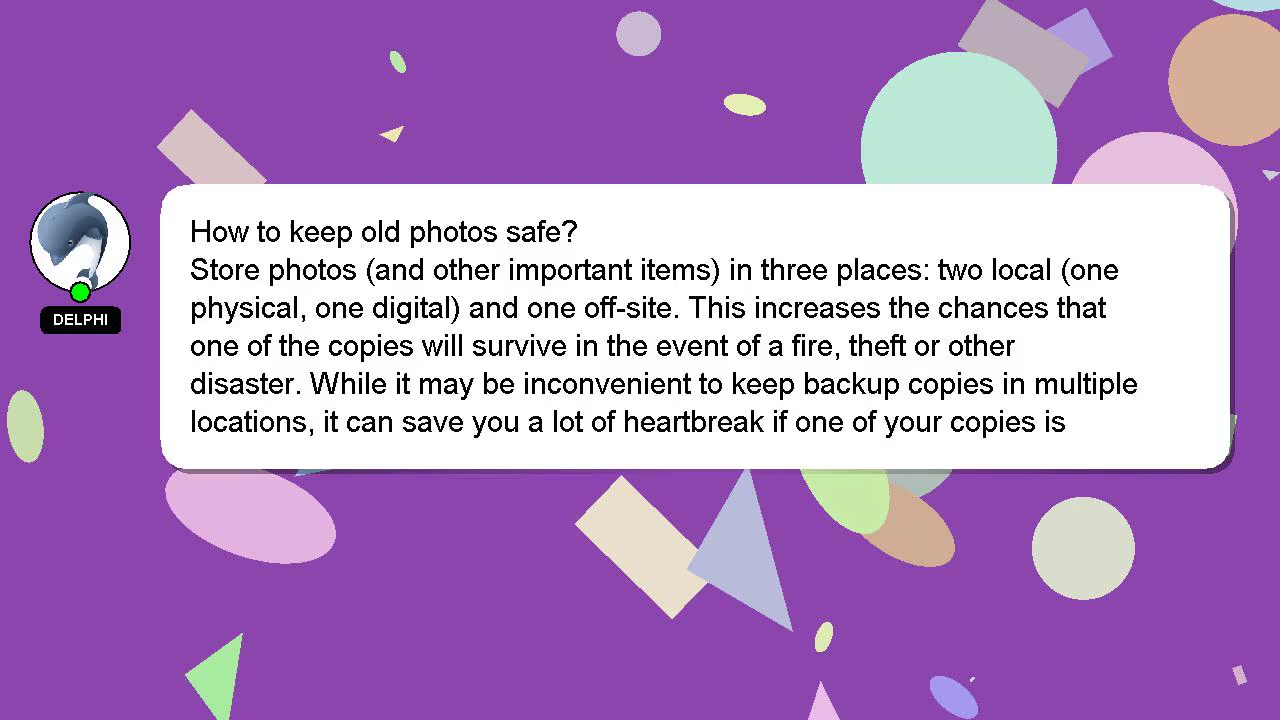 How to keep old photos safe?
Store photos (and other important items) in three places: two local (one
physical, one digital) and one off-site. This increases the chances that
one of the copies will survive in the event of a fire, theft or other
disaster. While it may be inconvenient to keep backup copies in multiple
locations, it can save you a lot of heartbreak if one of your copies is
DELPHI